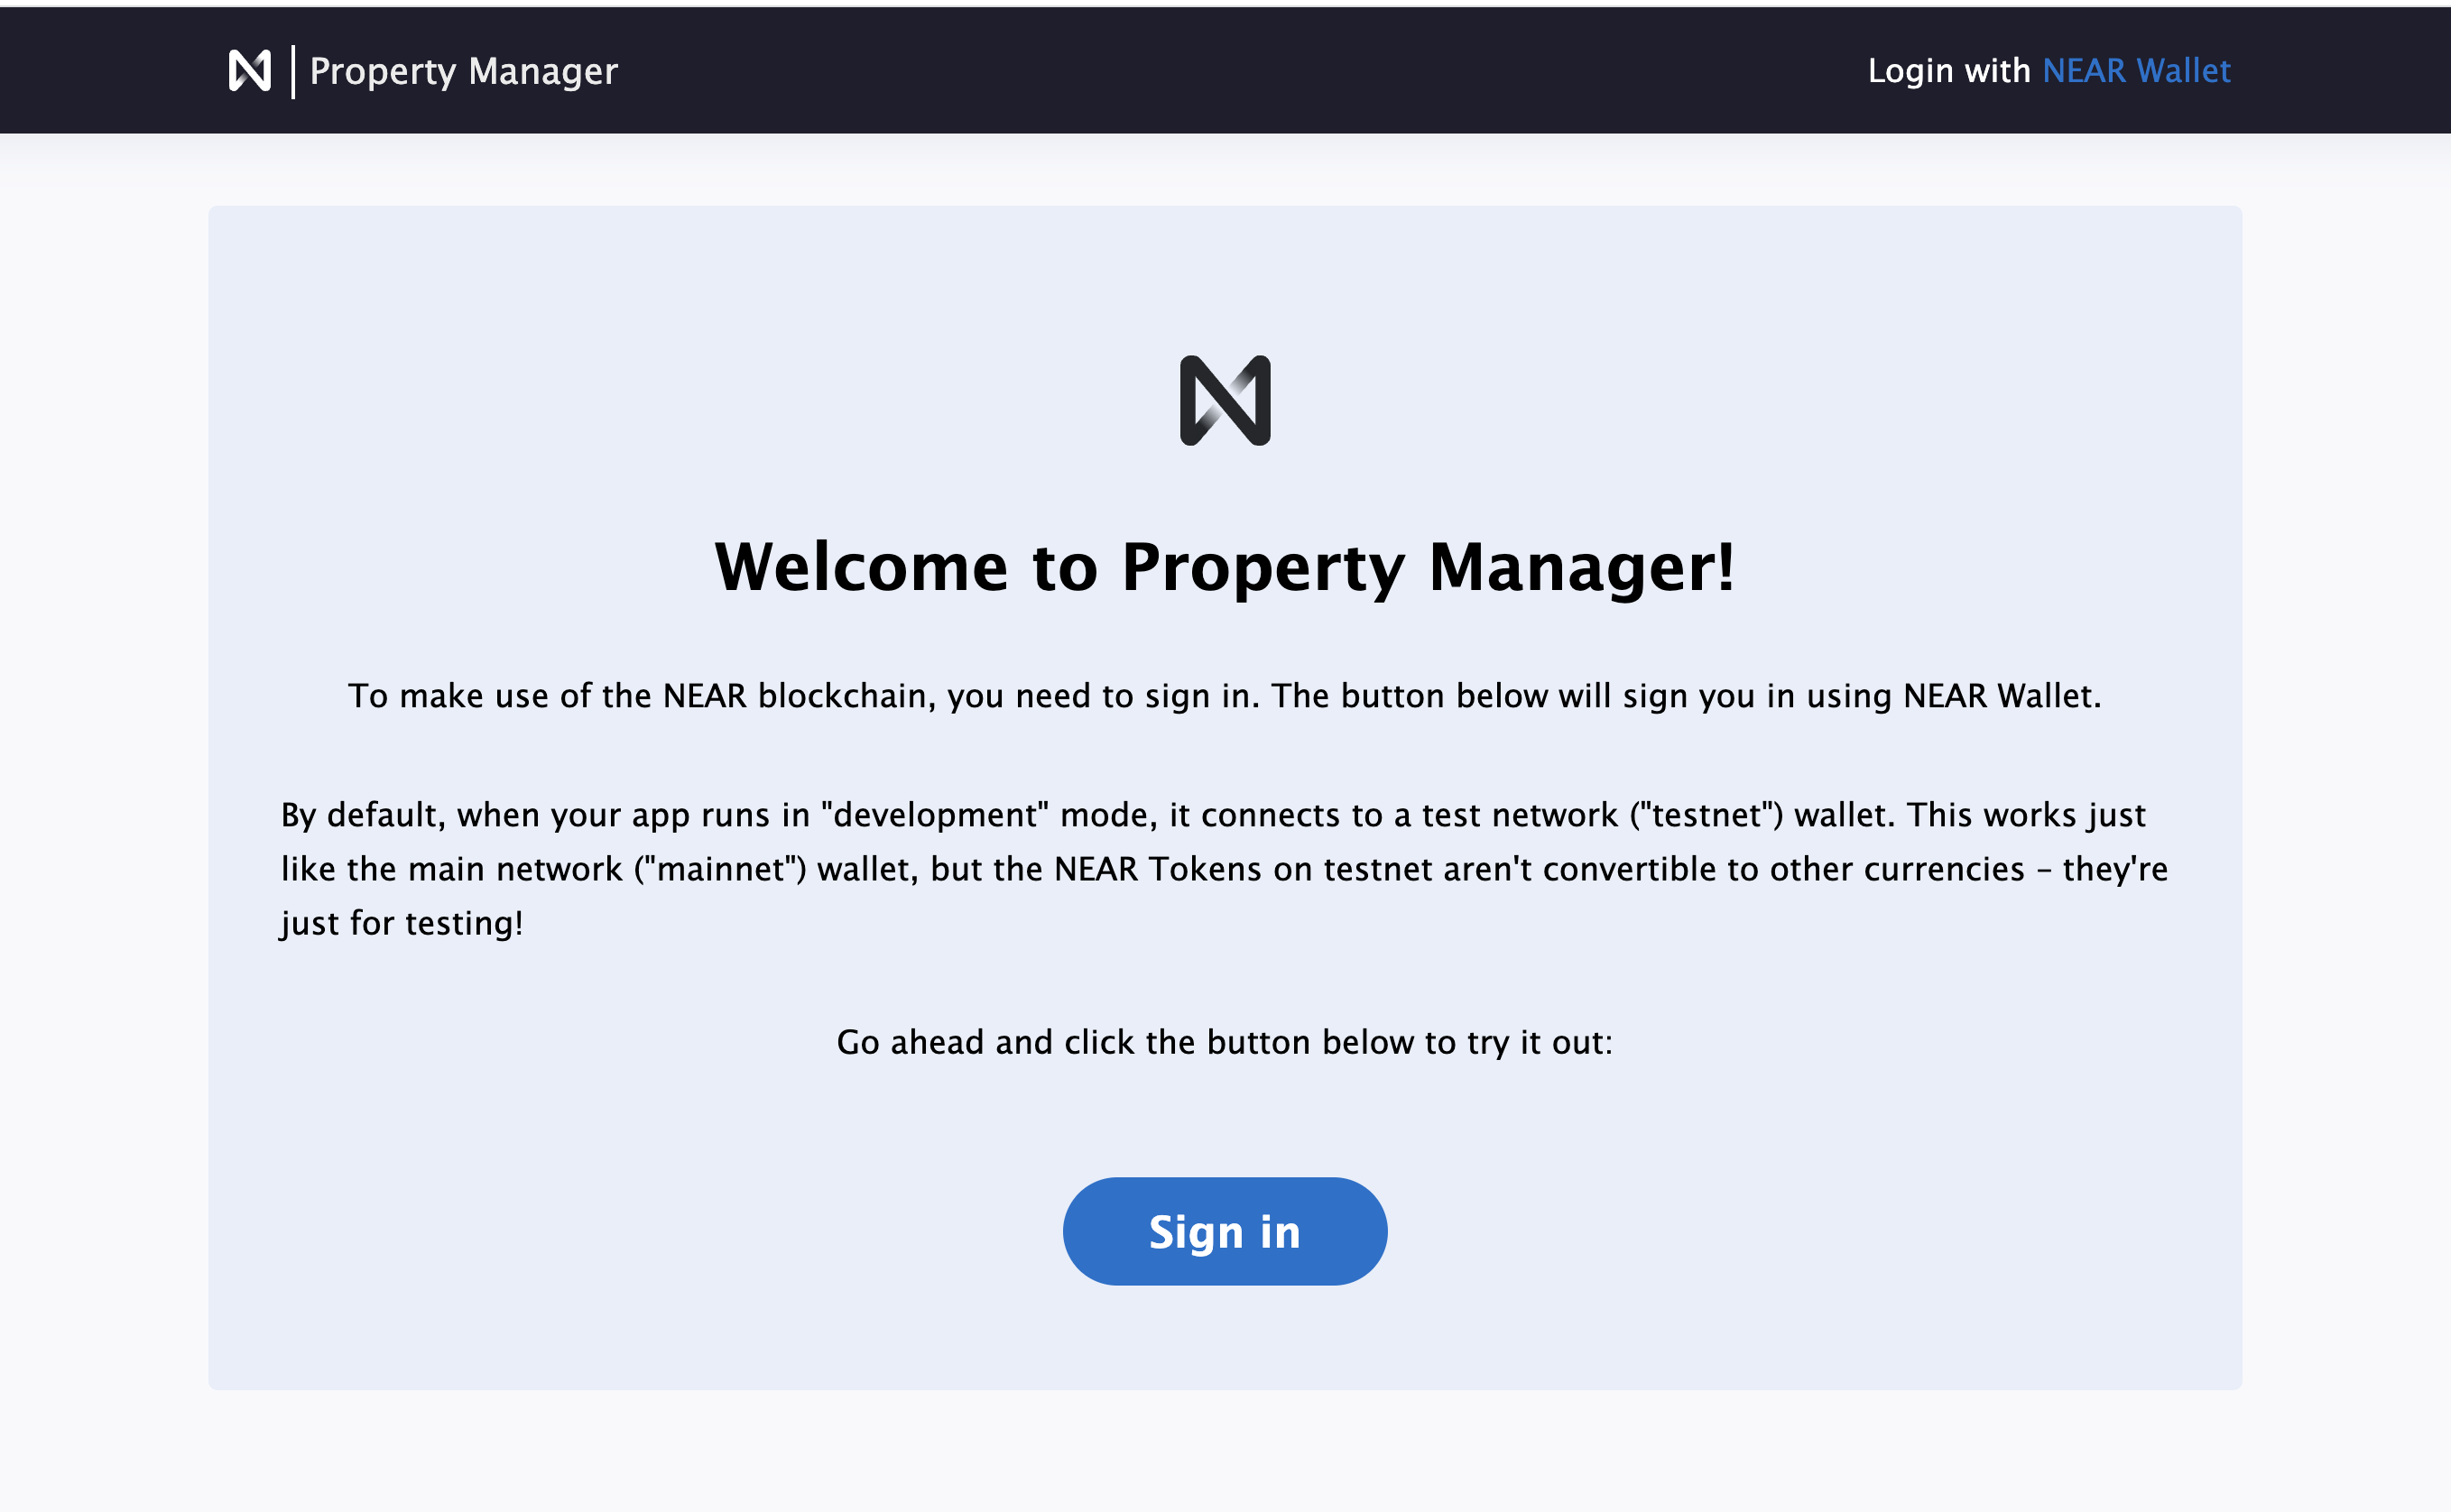 Property Manager
Login with NEAR Wallet
Welcome to Property Manager!
To make use of the NEAR blockchain, you need to sign in. The button below will sign you in using NEAR Wallet.
By default, when your app runs in "development" mode, it connects to a test network ("testnet") wallet. This works just
like the main network ("mainnet") wallet, but the NEAR Tokens on testnet aren't convertible to other currencies – they're
just for testing!
Go ahead and click the button below to try it out:
Sign in